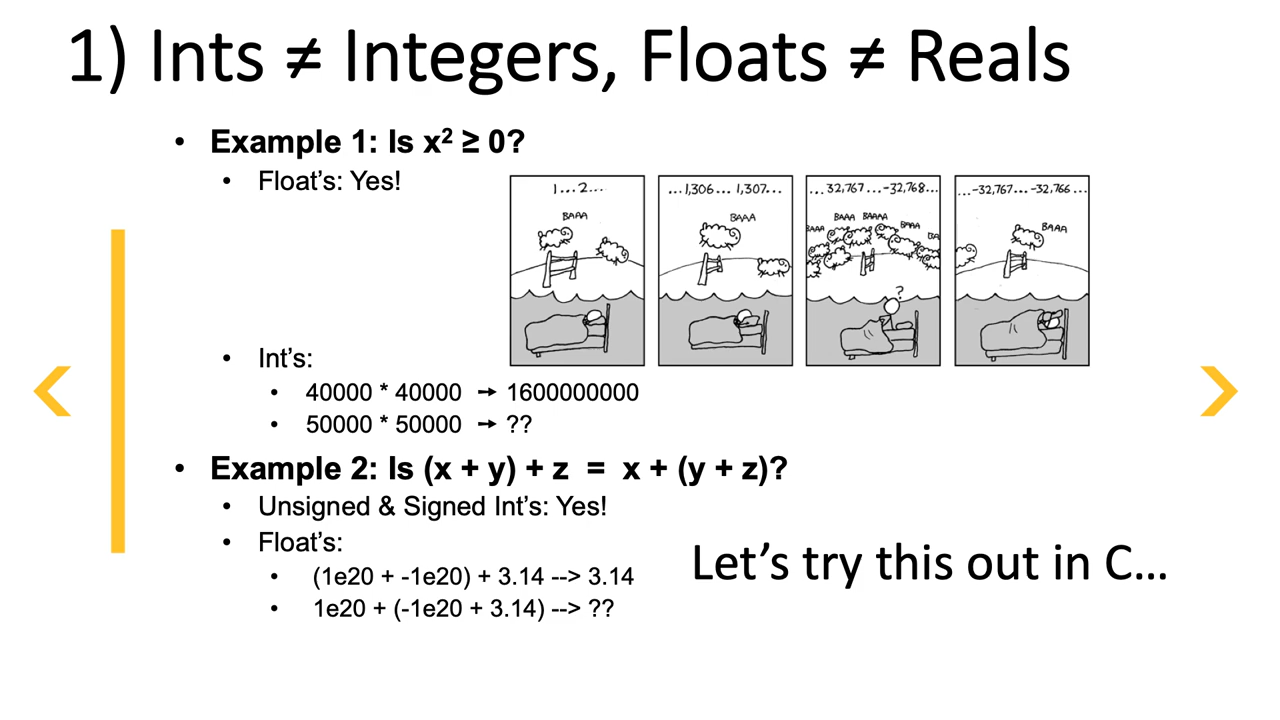 1) Ints ≠ Integers, Floats ≠ Reals
• Example 1: Is x² ≥ 0?
• Float's: Yes!
1...2...
BAAA
...1,306... 1,307...
BAAA
... 32,767...-32,768...
BAAA BAAA BAAAA BAAA BA
...-32,767... -32,766 ...
BAAA
?
• Int's:
• 40000 * 40000 → 1600000000
• 50000 * 50000 → ??
• Example 2: Is (x + y) + z = x + (y + z)?
• Unsigned & Signed Int's: Yes!
• Float's:
• (1e20 + -1e20) + 3.14 --> 3.14
• 1e20 + (-1e20 + 3.14) --> ??
Let's try this out in C…